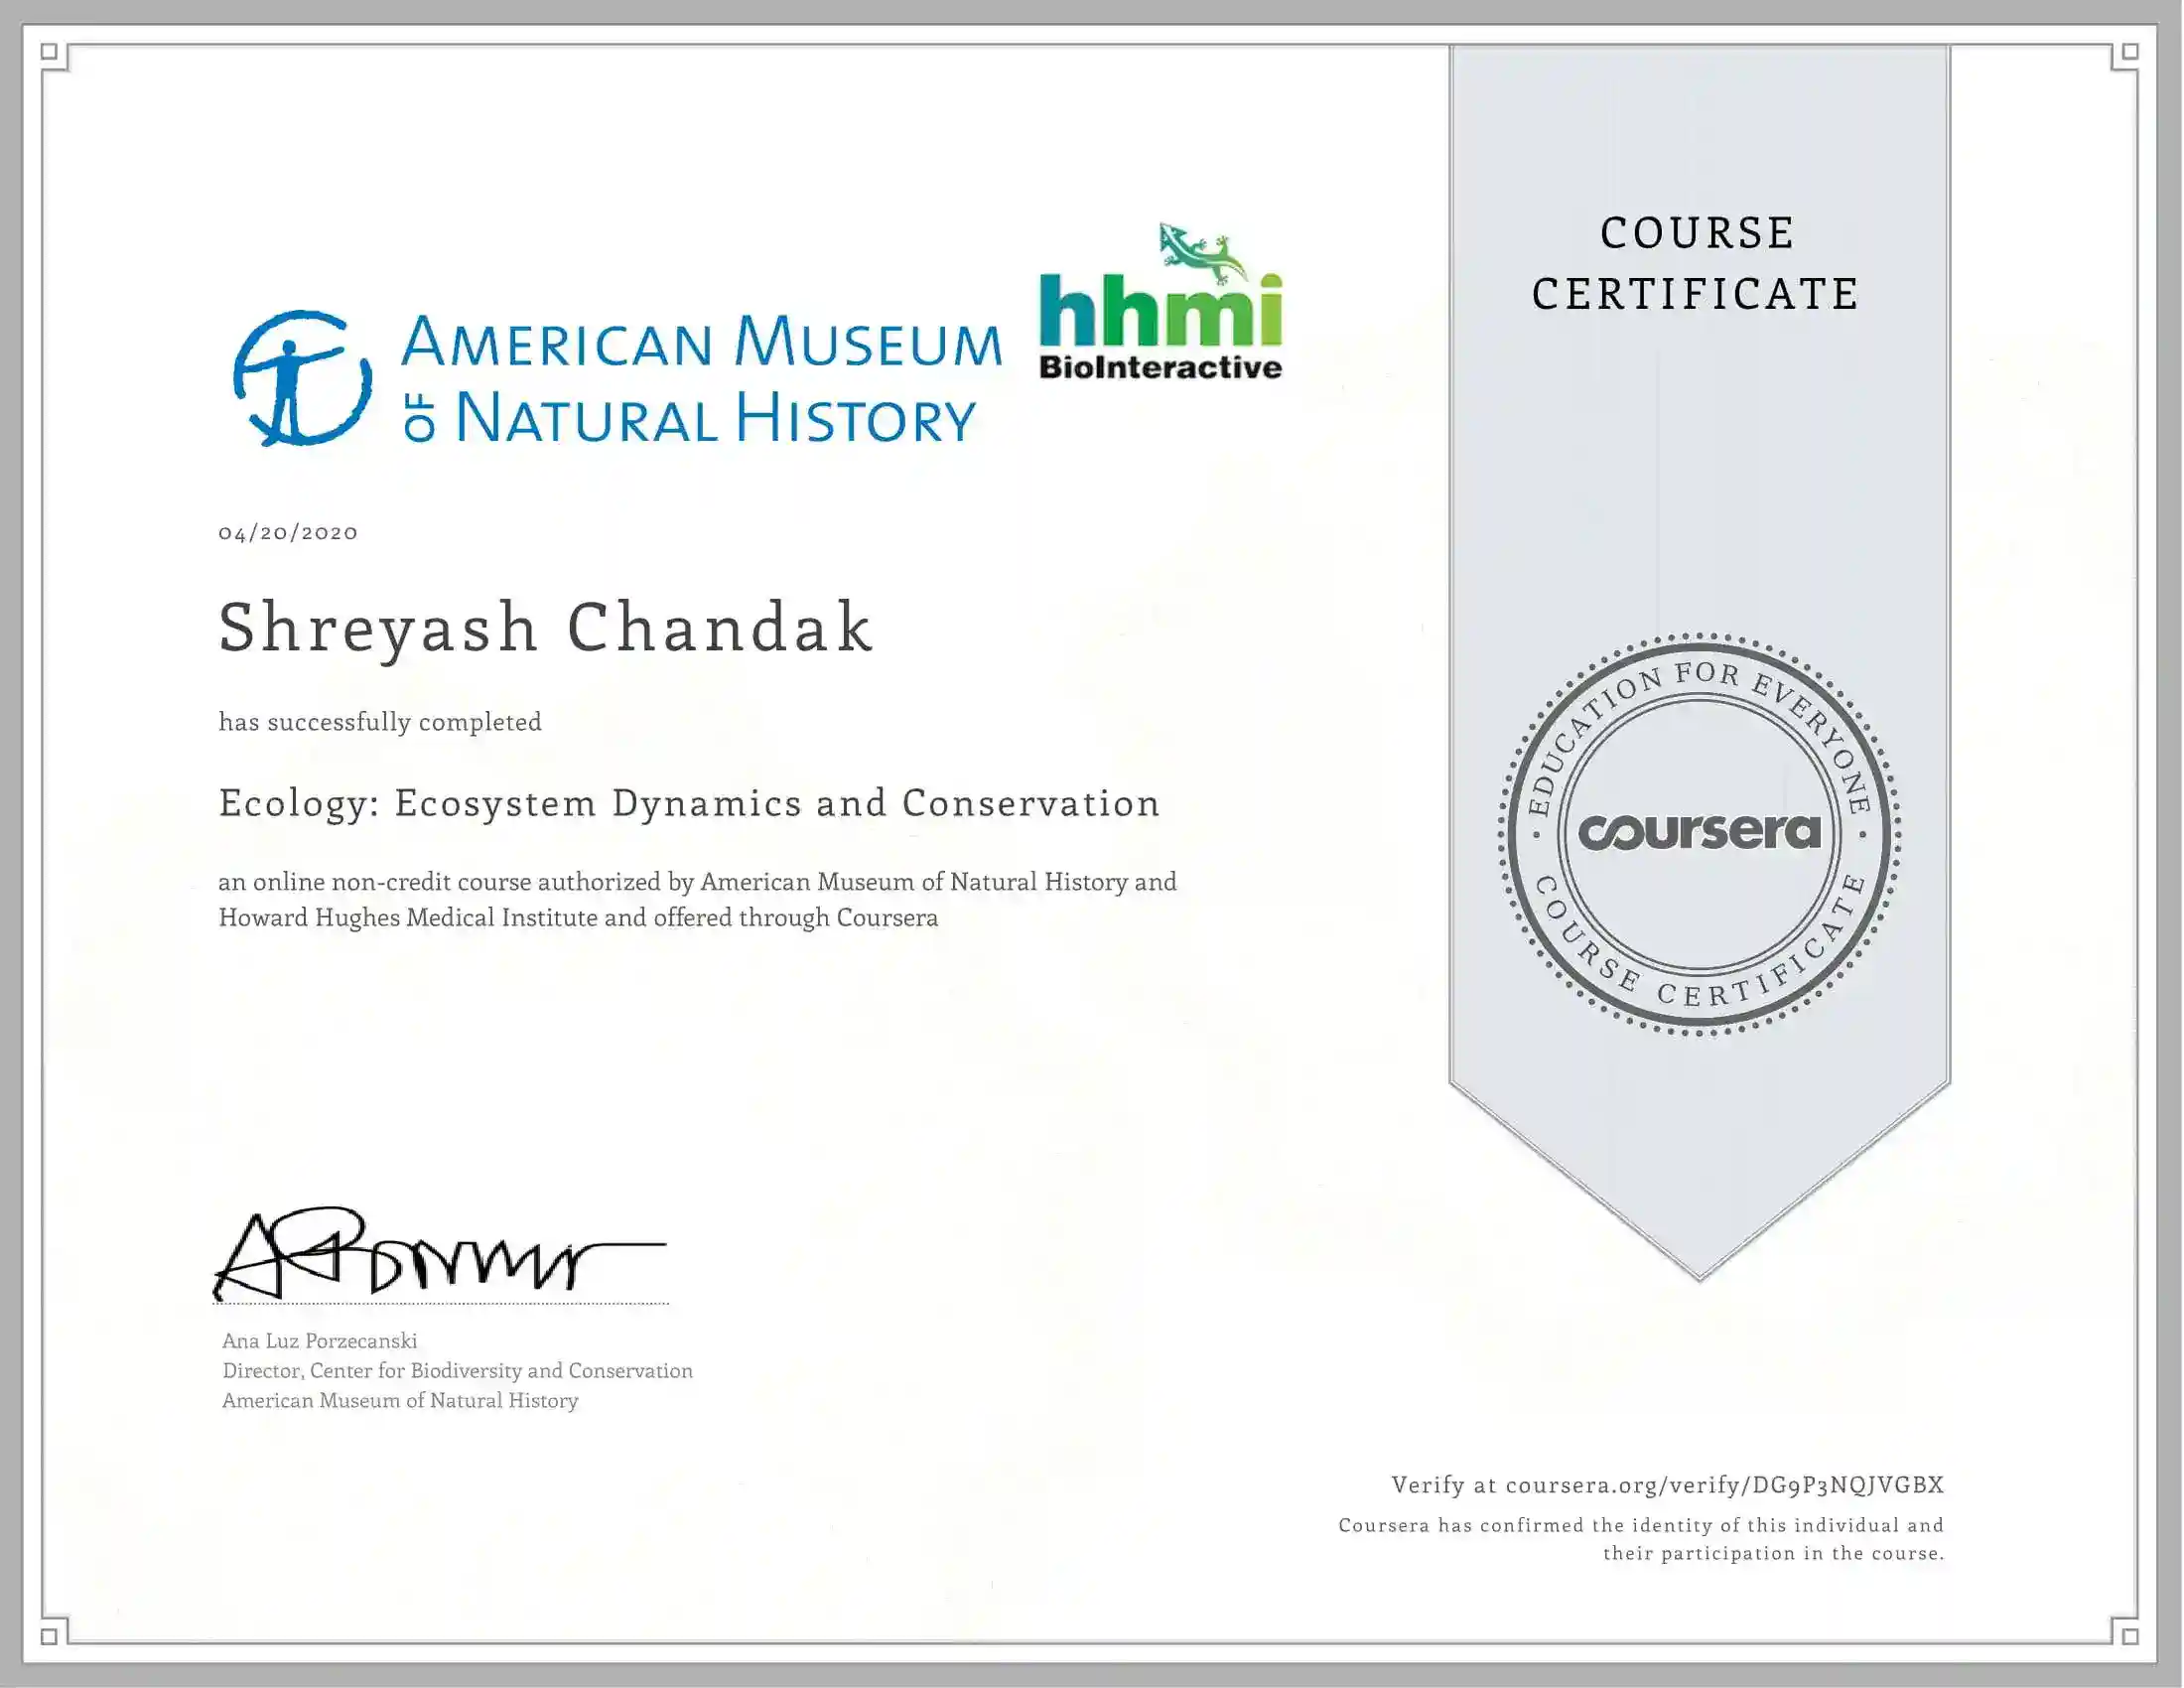 AMERICAN MUSEUM
OF NATURAL HISTORY
hhmi
BioInteractive
COURSE
CERTIFICATE
04/20/2020
Shreyash Chandak
has successfully completed
Ecology: Ecosystem Dynamics and Conservation
an online non-credit course authorized by American Museum of Natural History and
Howard Hughes Medical Institute and offered through Coursera
EDUCATION FOR EVERYONE
coursera
COURSE CERTIFICATE
Ana Luz Porzecanski
Director, Center for Biodiversity and Conservation
American Museum of Natural History
Verify at coursera.org/verify/DG9P3NQJVGBX
Coursera has confirmed the identity of this individual and
their participation in the course.